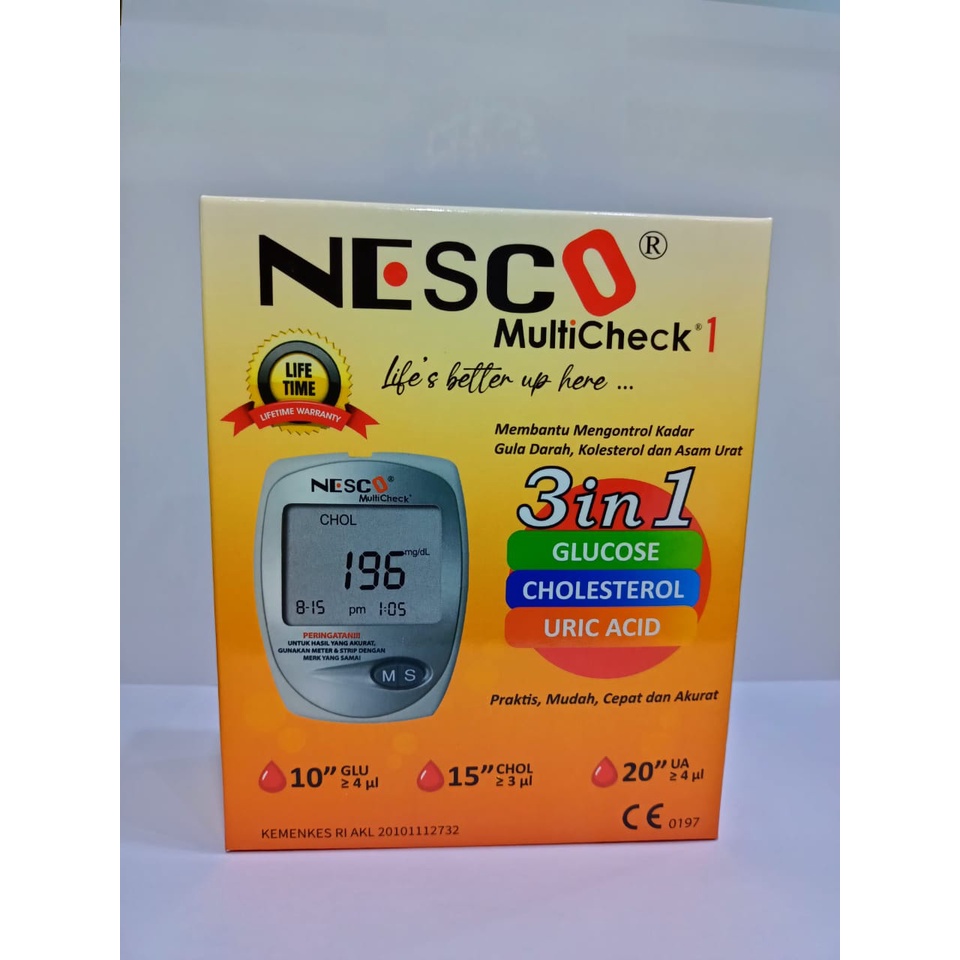 NESCO®
MultiCheck® 1
Life's better up here ...
LIFE
TIME
LIFETIME WARRANTY
Membantu Mengontrol Kadar
Gula Darah, Kolesterol dan Asam Urat
3in1
GLUCOSE
CHOLESTEROL
URIC ACID
NESCO®
MultiCheck®
CHOL
196 mg/dL
8-15 pm 1:05
PERINGATAN!!!
UNTUK HASIL YANG AKURAT,
GUNAKAN METER & STRIP DENGAN
MERK YANG SAMA!
M S
Praktis, Mudah, Cepat dan Akurat
10” GLU
≥ 4 µl
15” CHOL
≥ 3 µl
20” UA
≥ 4 µl
CE 0197
KEMENKES RI AKL 20101112732